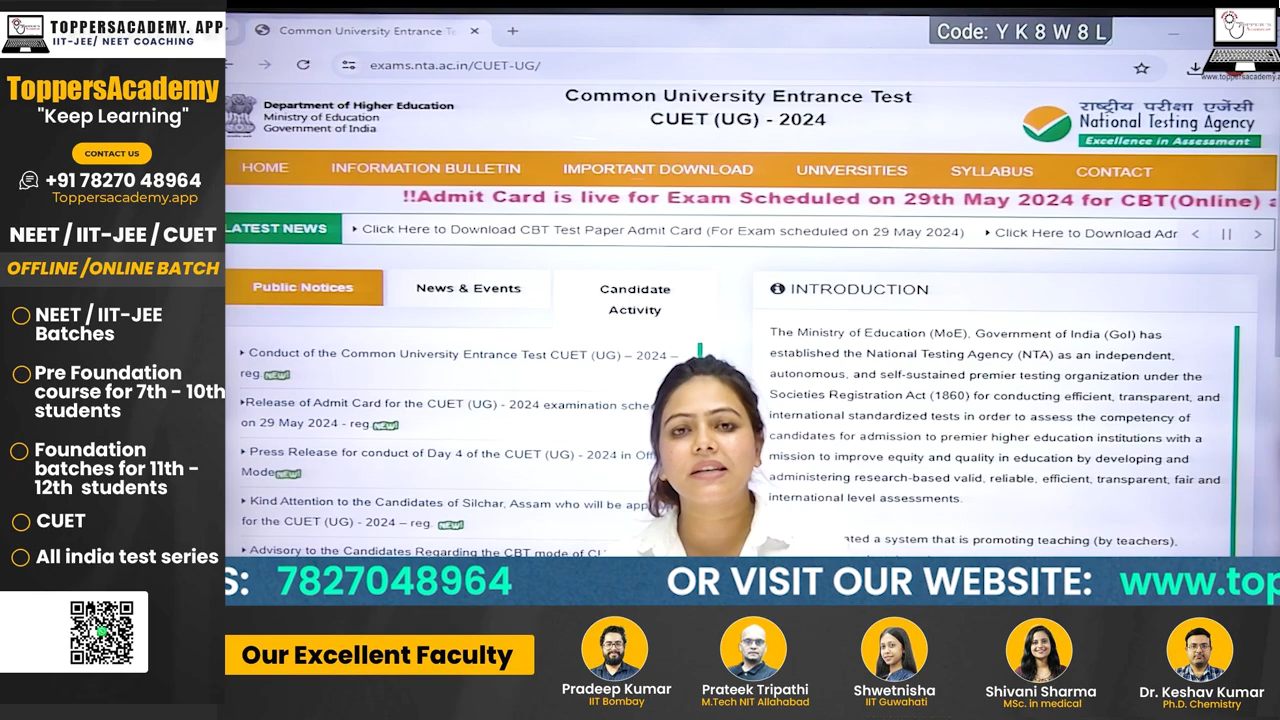 TOPPERSACADEMY. APP
IIT-JEE/ NEET COACHING
ToppersAcademy
"Keep Learning"
CONTACT US
+91 78270 48964
Toppersacademy.app
NEET / IIT-JEE / CUET
OFFLINE /ONLINE BATCH
NEET / IIT-JEE
Batches
Pre Foundation
course for 7th - 10th
students
Foundation
batches for 11th -
12th students
CUET
All india test series
Common University Entrance Te
Code: Y K 8 W 8 L
exams.nta.ac.in/CUET-UG/
www.toppersacademy.a
Department of Higher Education
Ministry of Education
Government of India
Common University Entrance Test
CUET (UG) - 2024
राष्ट्रीय परीक्षा एजेंसी
National Testing Agency
Excellence in Assessment
HOME INFORMATION BULLETIN IMPORTANT DOWNLOAD UNIVERSITIES SYLLABUS CONTACT
!!Admit Card is live for Exam Scheduled on 29th May 2024 for CBT(Online) a
LATEST NEWS Click Here to Download CBT Test Paper Admit Card (For Exam scheduled on 29 May 2024) Click Here to Download Adr
Public Notices News & Events Candidate
Activity
Conduct of the Common University Entrance Test CUET (UG) – 2024 –
reg. NEW!
Release of Admit Card for the CUET (UG) - 2024 examination sche
on 29 May 2024 - reg NEW!
Press Release for conduct of Day 4 of the CUET (UG) - 2024 in Off
Mode NEW!
Kind Attention to the Candidates of Silchar, Assam who will be app
for the CUET (UG) - 2024 – reg. NEW!
Advisory to the Candidates Regarding the CBT mode of CU
INTRODUCTION
The Ministry of Education (MoE), Government of India (GoI) has
established the National Testing Agency (NTA) as an independent,
autonomous, and self-sustained premier testing organization under the
Societies Registration Act (1860) for conducting efficient, transparent, and
international standardized tests in order to assess the competency of
candidates for admission to premier higher education institutions with a
mission to improve equity and quality in education by developing and
administering research-based valid, reliable, efficient, transparent, fair and
international level assessments.
ated a system that is promoting teaching (by teachers),
S: 7827048964 OR VISIT OUR WEBSITE: www.top
Our Excellent Faculty
Pradeep Kumar
IIT Bombay
Prateek Tripathi
M.Tech NIT Allahabad
Shwetnisha
IIT Guwahati
Shivani Sharma
MSc. in medical
Dr. Keshav Kumar
Ph.D. Chemistry